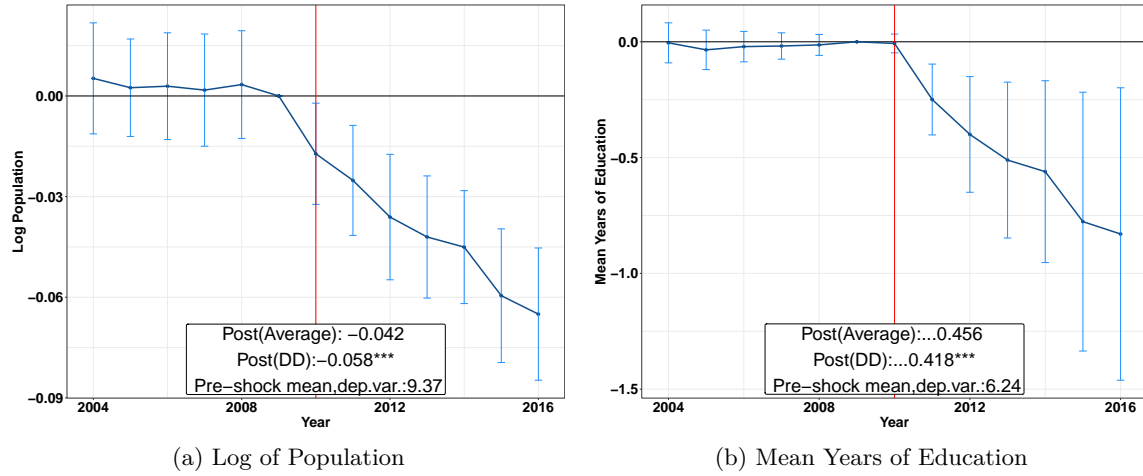 0.00
−0.03
−0.06
−0.09
Log Population
Post(Average): −0.042
Post(DD):−0.058***
Pre−shock mean,dep.var.:9.37
2004
2008
2012
2016
Year
(a) Log of Population
0.0
−0.5
−1.0
−1.5
Mean Years of Education
Post(Average):...0.456
Post(DD):...0.418***
Pre−shock mean,dep.var.:6.24
2004
2008
2012
2016
Year
(b) Mean Years of Education